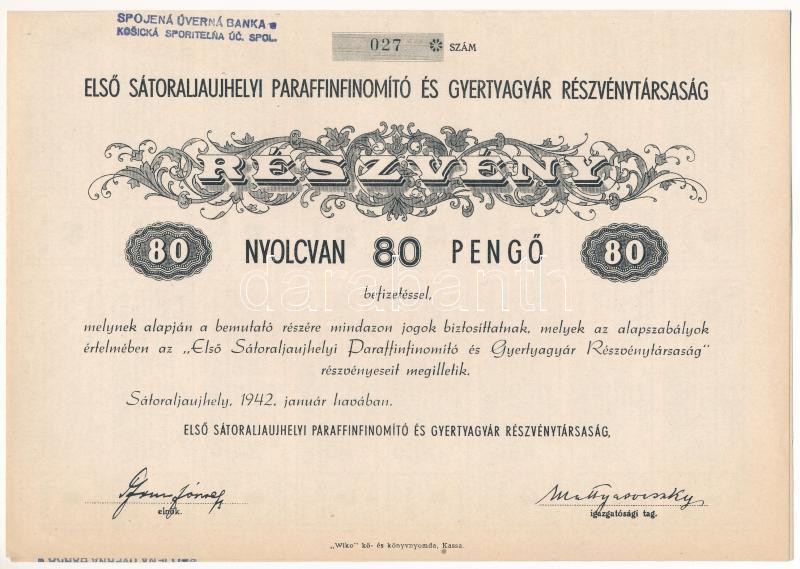 SPOJENÁ ÚVERNÁ BANKA
KOŠICKÁ SPORITEĽŇA ÚČ. SPOL.
027 SZÁM
ELSŐ SÁTORALJAUJHELYI PARAFFINFINOMÍTÓ ÉS GYERTYAGYÁR RÉSZVÉNYTÁRSASÁG
RÉSZVÉNY
80 NYOLCVAN 80 PENGŐ 80
befizetéssel,
darabanth
melynek alapján a bemutató részére mindazon jogok biztosíttatnak, melyek az alapszabályok
értelmében az „Első Sátoraljaujhelyi Paraffinfinomító és Gyertyagyár Részvénytársaság"
részvényeseit megilletik.
Sátoraljaujhely, 1942. január havában.
ELSŐ SÁTORALJAUJHELYI PARAFFINFINOMÍTÓ ÉS GYERTYAGYÁR RÉSZVÉNYTÁRSASÁG,
elnök.
igazgatósági tag.
„Wiko" kő- és könyvnyomda, Kassa.